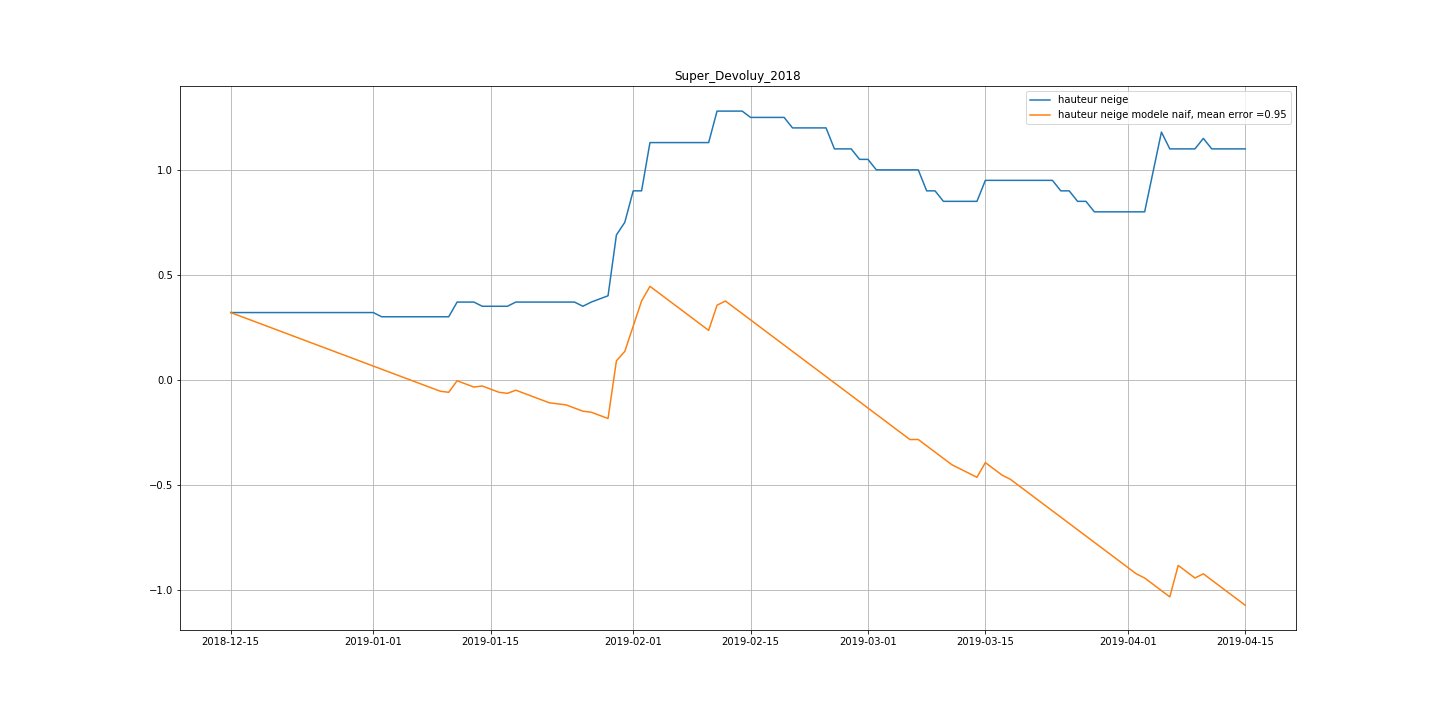 Super_Devoluy_2018
hauteur neige
hauteur neige modele naif, mean error =0.95
1.0
0.5
0.0
−0.5
−1.0
2018-12-15 2019-01-01 2019-01-15 2019-02-01 2019-02-15 2019-03-01 2019-03-15 2019-04-01 2019-04-15